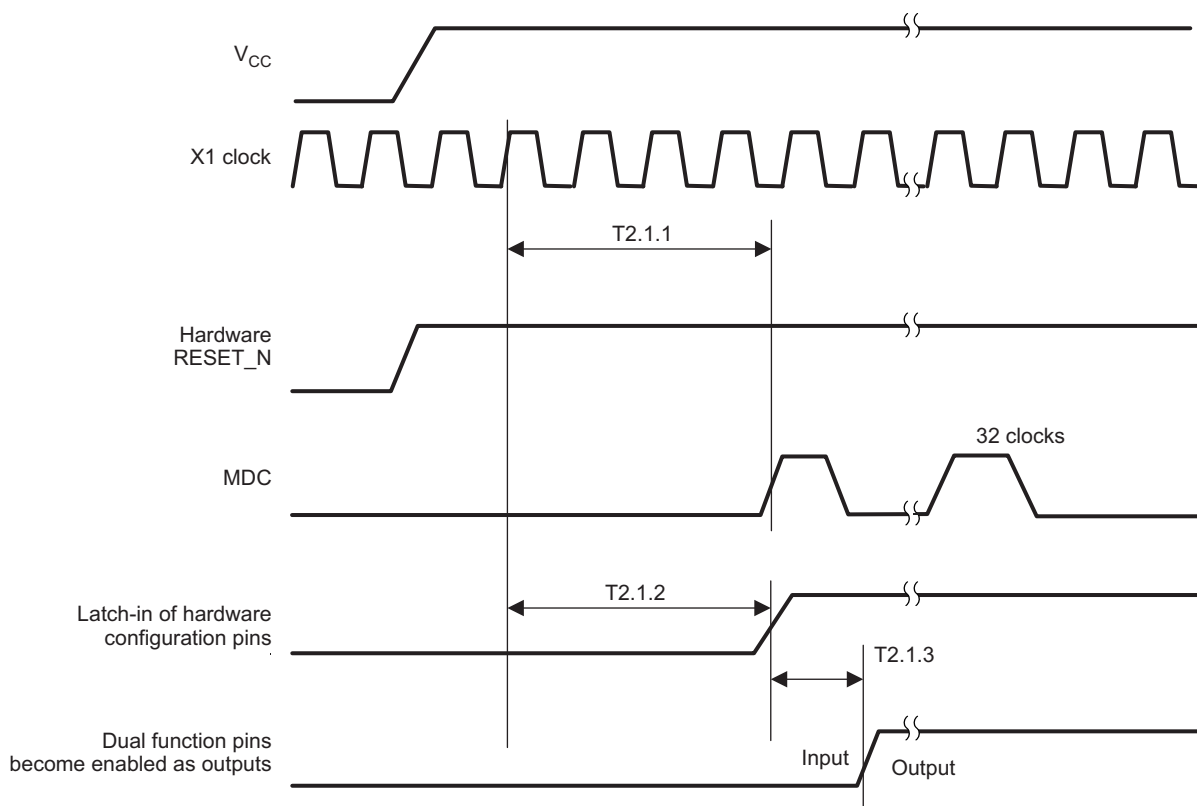 V_CC
X1 clock
T2.1.1
Hardware
RESET_N
32 clocks
MDC
T2.1.2
Latch-in of hardware
configuration pins
T2.1.3
Dual function pins
become enabled as outputs
Input
Output